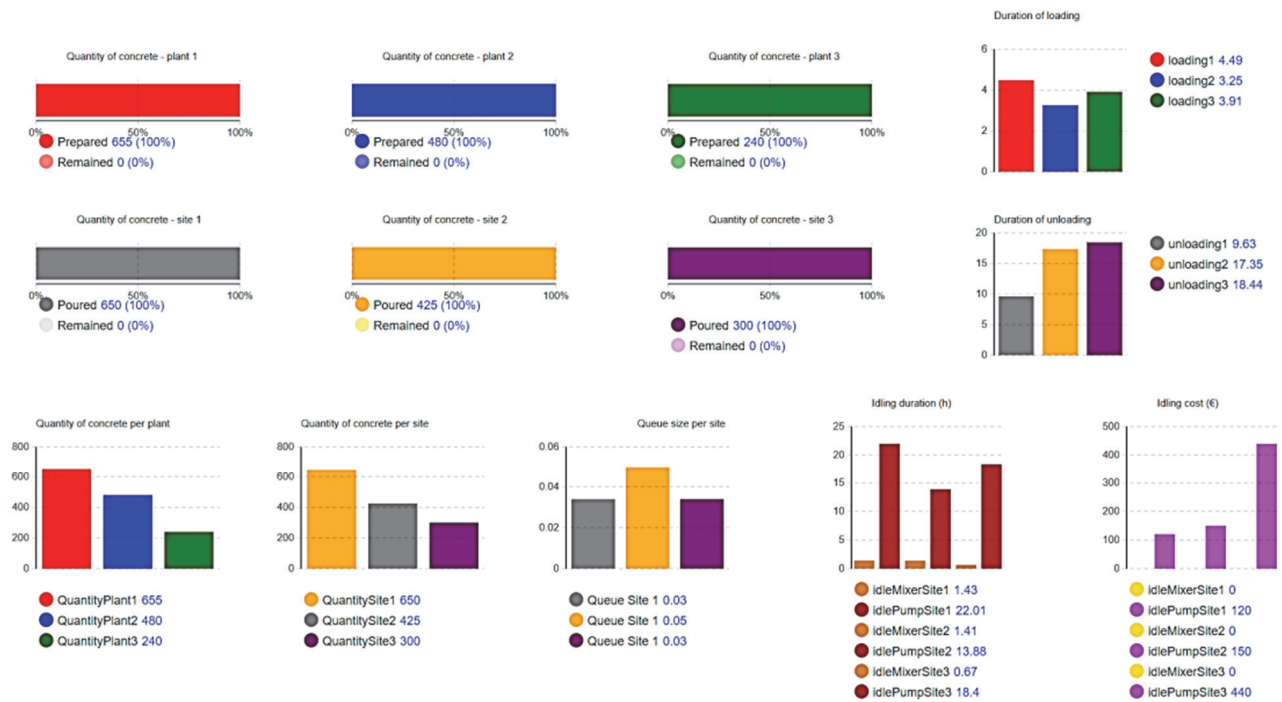 Duration of loading
Quantity of concrete - plant 1
Quantity of concrete - plant 2
Quantity of concrete - plant 3
6
4
2
0
loading1 4.49
loading2 3.25
loading3 3.91
0% 50% 100%
Prepared 655 (100%)
Remained 0 (0%)
0% 50% 100%
Prepared 480 (100%)
Remained 0 (0%)
0% 50% 100%
Prepared 240 (100%)
Remained 0 (0%)
Quantity of concrete - site 1
Quantity of concrete - site 2
Quantity of concrete - site 3
Duration of unloading
0% 50% 100%
Poured 650 (100%)
Remained 0 (0%)
0% 50% 100%
Poured 425 (100%)
Remained 0 (0%)
0% 50% 100%
Poured 300 (100%)
Remained 0 (0%)
20
15
10
5
0
unloading1 9.63
unloading2 17.35
unloading3 18.44
Quantity of concrete per plant
800
600
400
200
0
QuantityPlant1 655
QuantityPlant2 480
QuantityPlant3 240
Quantity of concrete per site
800
600
400
200
0
QuantitySite1 650
QuantitySite2 425
QuantitySite3 300
Queue size per site
0.06
0.04
0.02
0
Queue Site 1 0.03
Queue Site 1 0.05
Queue Site 1 0.03
Idling duration (h)
25
20
15
10
5
0
idleMixerSite1 1.43
idlePumpSite1 22.01
idleMixerSite2 1.41
idlePumpSite2 13.88
idleMixerSite3 0.67
idlePumpSite3 18.4
Idling cost (€)
500
400
300
200
100
0
idleMixerSite1 0
idlePumpSite1 120
idleMixerSite2 0
idlePumpSite2 150
idleMixerSite3 0
idlePumpSite3 440